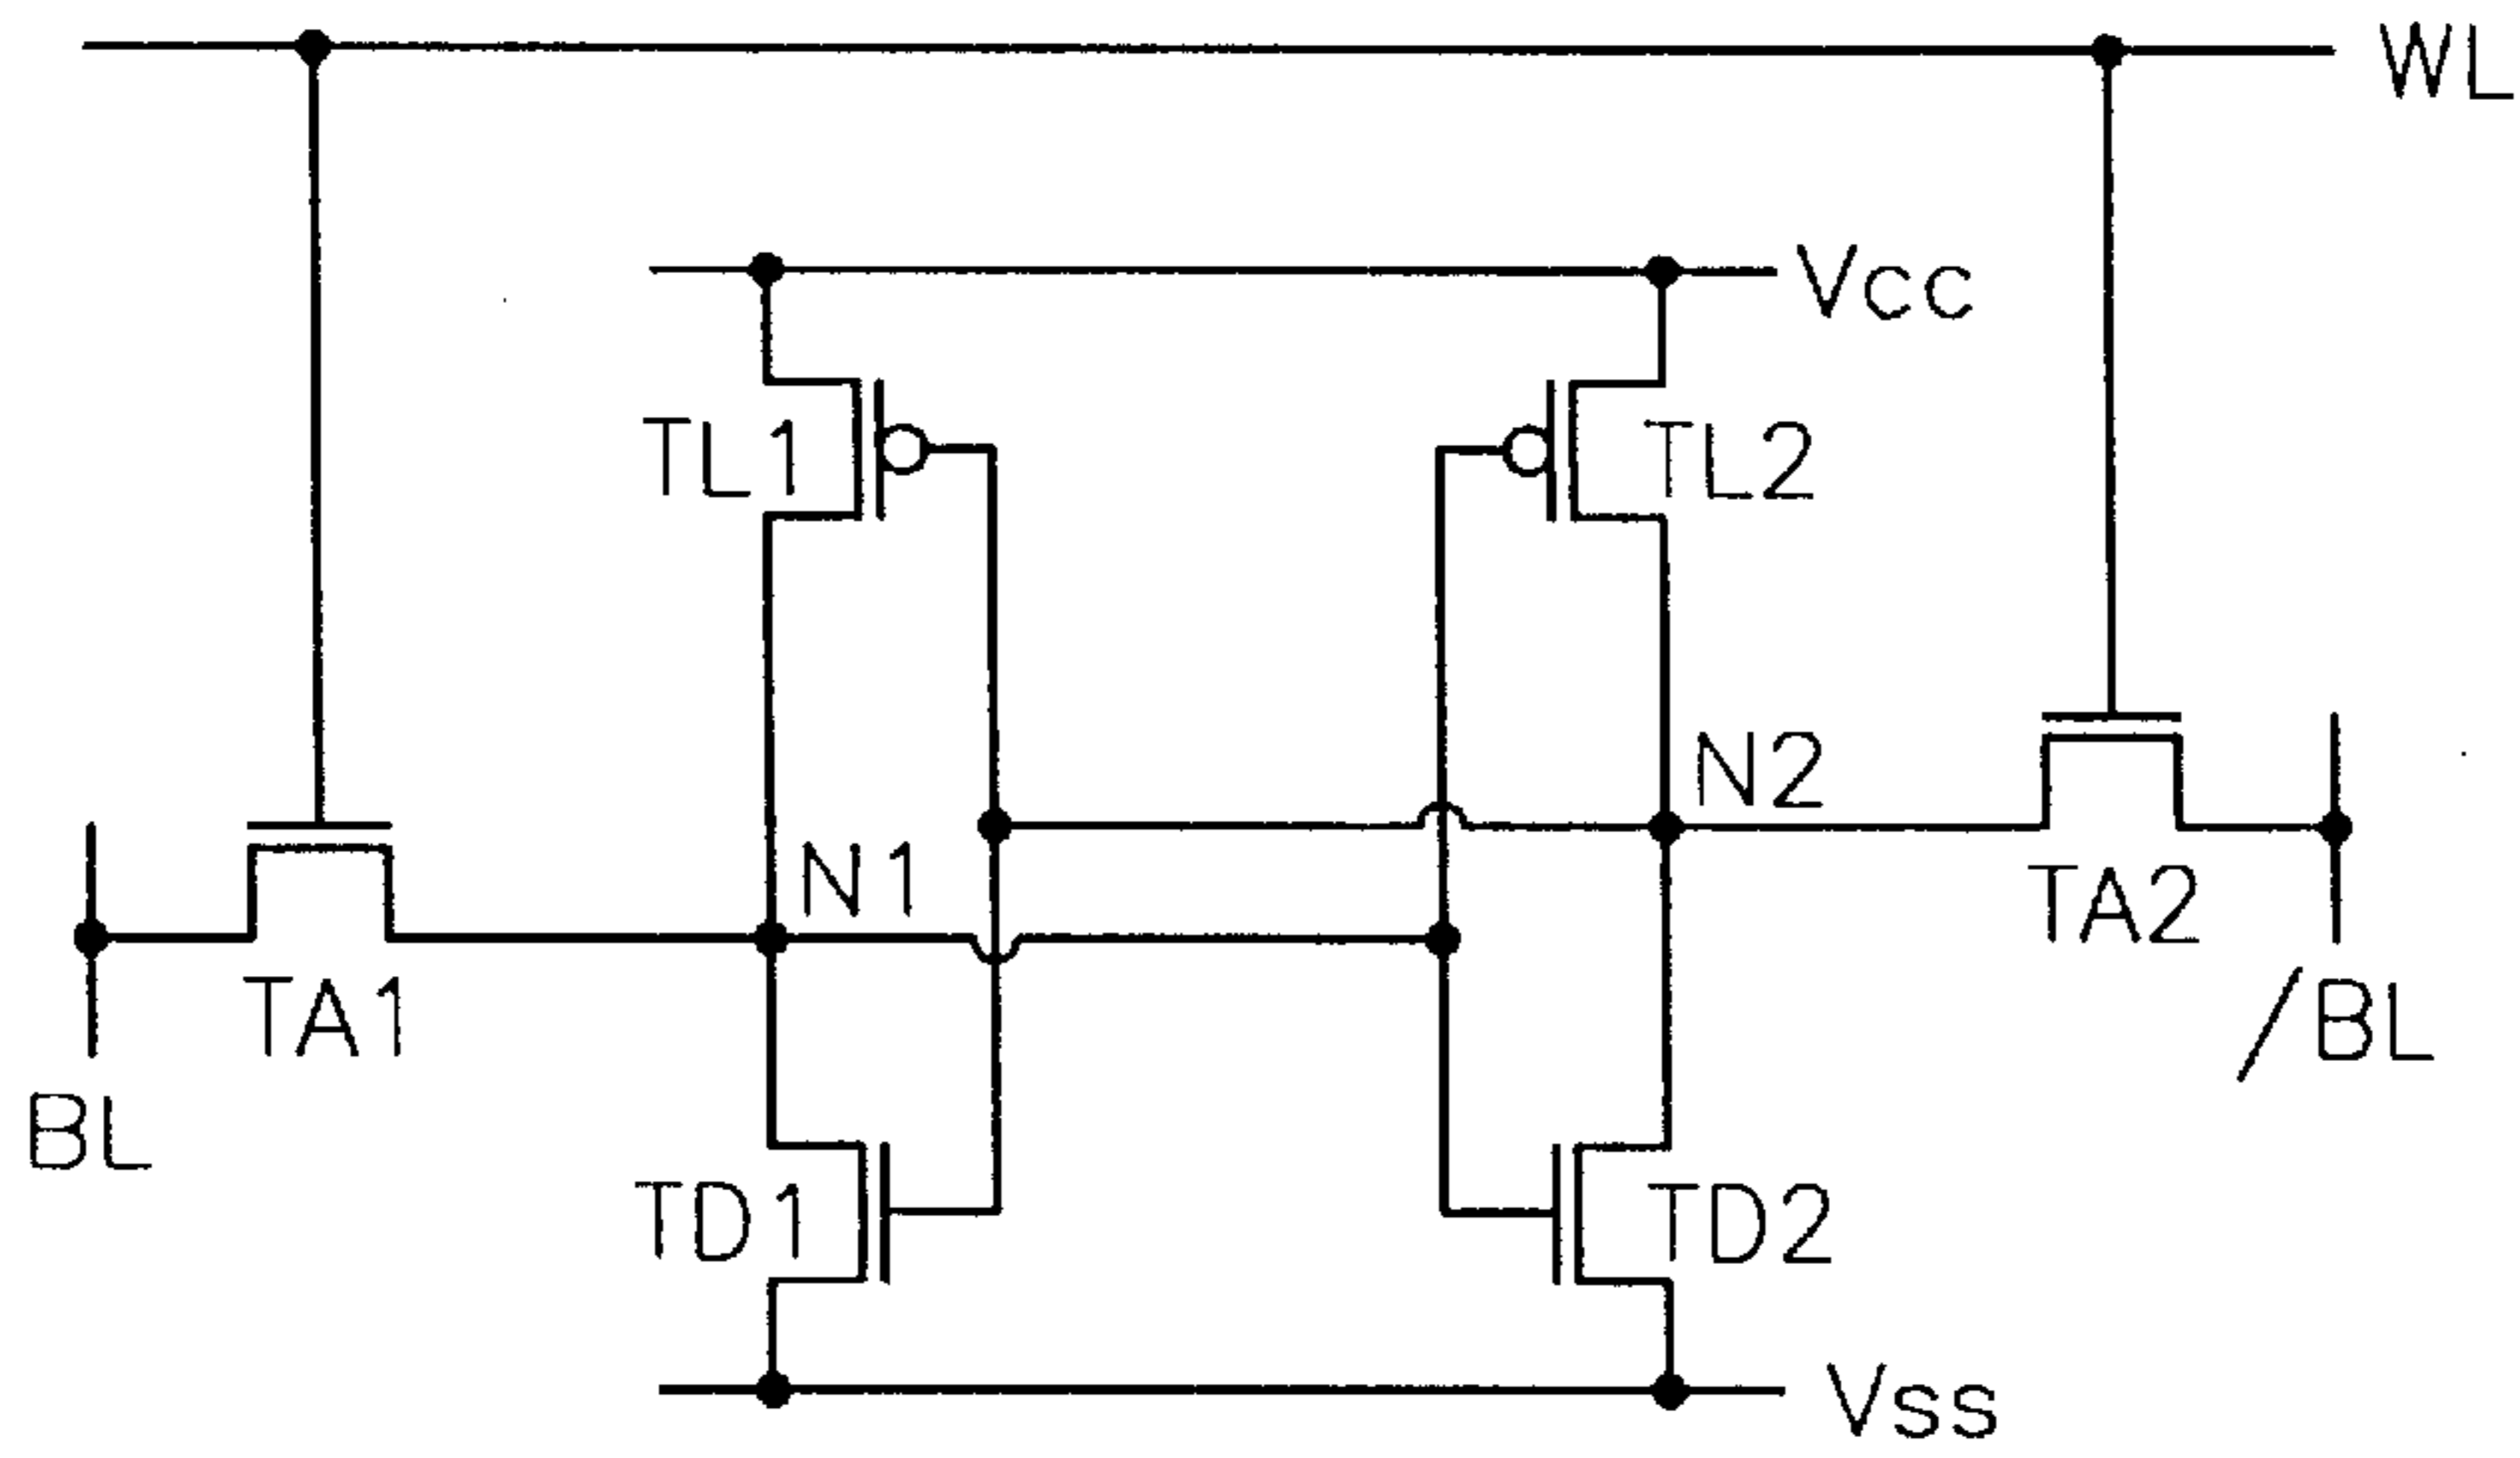 WL
Vcc
TL1
TL2
N2
N1
TA2
TA1
/BL
BL
TD1
TD2
Vss